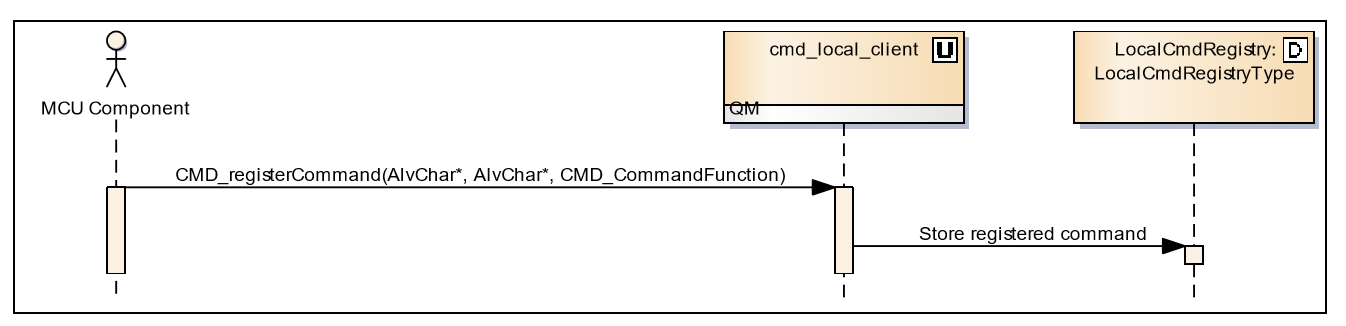 cmd_local_client U
LocalCmdRegistry: D
LocalCmdRegistryType
MCU Component
QM
CMD_registerCommand(AlvChar*, AlvChar*, CMD_CommandFunction)
Store registered command